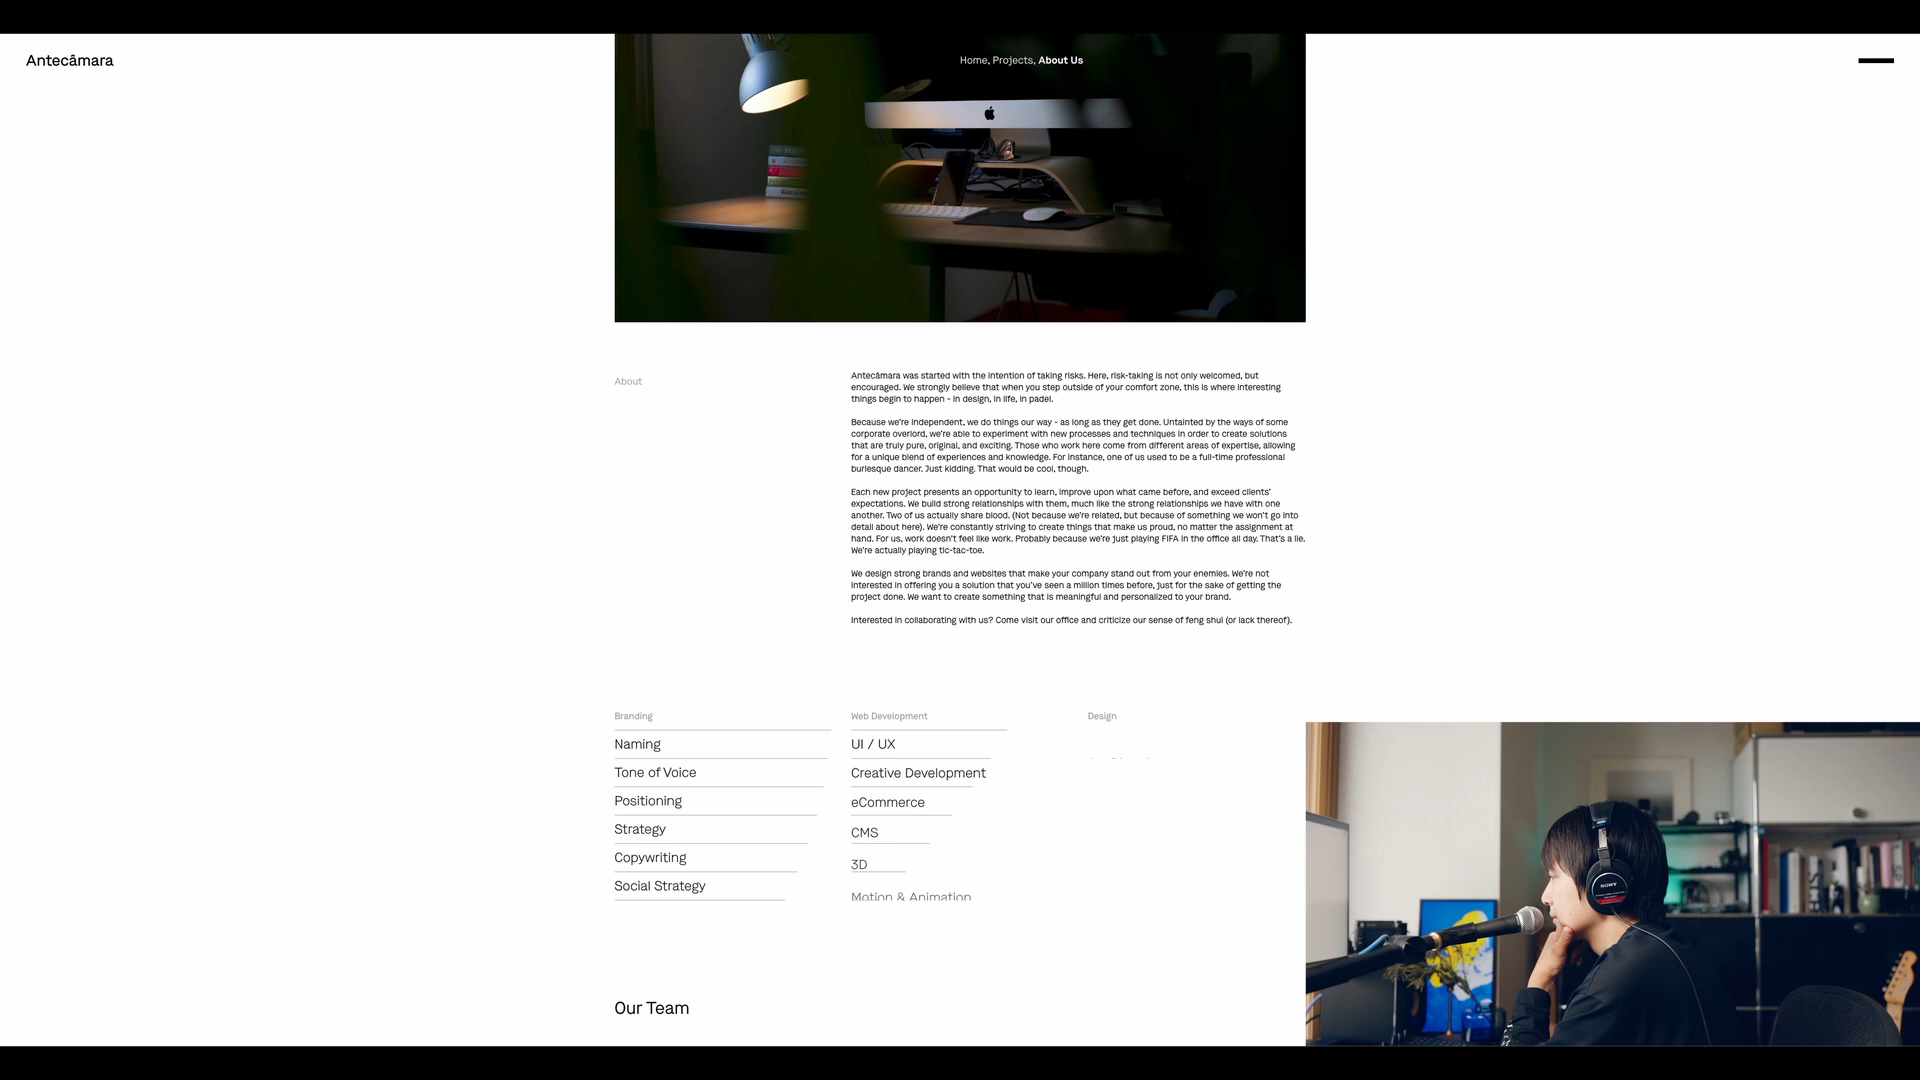 Antecâmara
Home, Projects, About Us
About
Antecâmara was started with the intention of taking risks. Here, risk-taking is not only welcomed, but
encouraged. We strongly believe that when you step outside of your comfort zone, this is where interesting
things begin to happen - in design, in life, in padel.
Because we're independent, we do things our way - as long as they get done. Untainted by the ways of some
corporate overlord, we're able to experiment with new processes and techniques in order to create solutions
that are truly pure, original, and exciting. Those who work here come from different areas of expertise, allowing
for a unique blend of experiences and knowledge. For instance, one of us used to be a full-time professional
burlesque dancer. Just kidding. That would be cool, though.
Each new project presents an opportunity to learn, improve upon what came before, and exceed clients'
expectations. We build strong relationships with them, much like the strong relationships we have with one
another. Two of us actually share blood. (Not because we're related, but because of something we won't go into
detail about here). We're constantly striving to create things that make us proud, no matter the assignment at
hand. For us, work doesn't feel like work. Probably because we're just playing FIFA in the office all day. That's a lie.
We're actually playing tic-tac-toe.
We design strong brands and websites that make your company stand out from your enemies. We're not
interested in offering you a solution that you've seen a million times before, just for the sake of getting the
project done. We want to create something that is meaningful and personalized to your brand.
Interested in collaborating with us? Come visit our office and criticize our sense of feng shui (or lack thereof).
Branding
Naming
Tone of Voice
Positioning
Strategy
Copywriting
Social Strategy
Web Development
UI / UX
Creative Development
eCommerce
CMS
3D
Motion & Animation
Design
Our Team
SONY